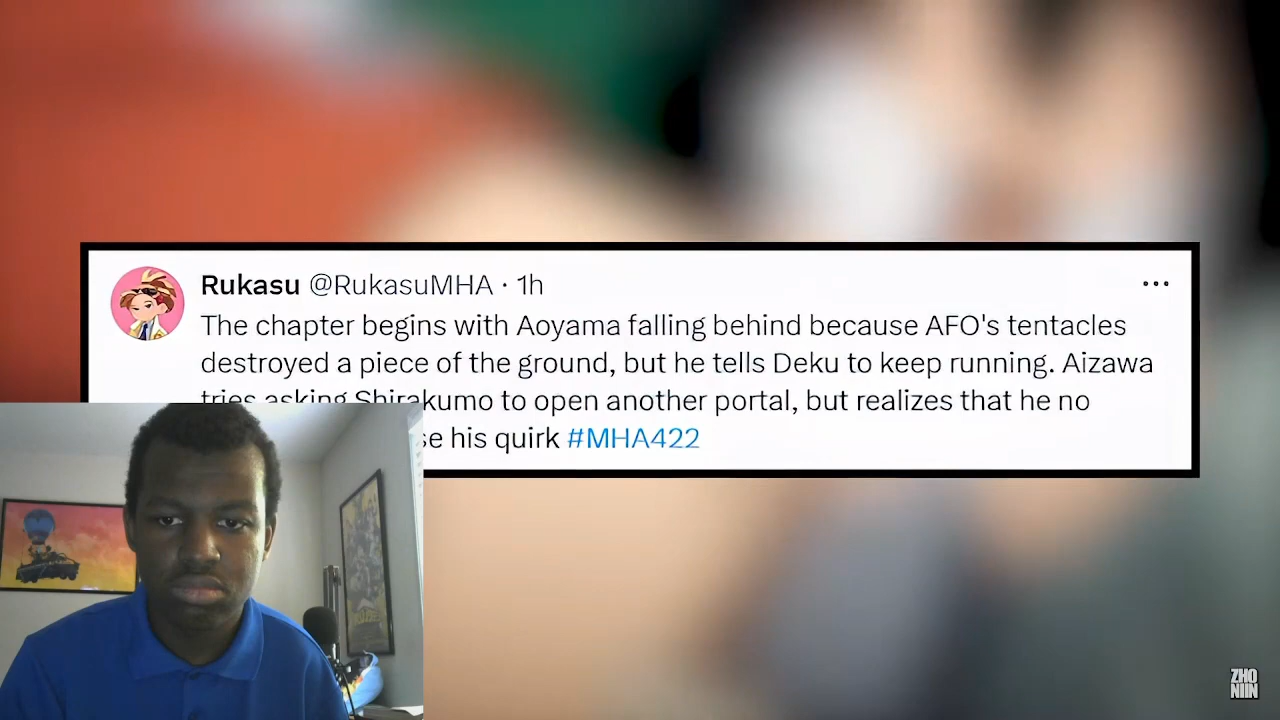 Rukasu @RukasuMHA · 1h
The chapter begins with Aoyama falling behind because AFO's tentacles
destroyed a piece of the ground, but he tells Deku to keep running. Aizawa
tries asking Shirakumo to open another portal, but realizes that he no
his quirk #MHA422
ZHO
NIIN